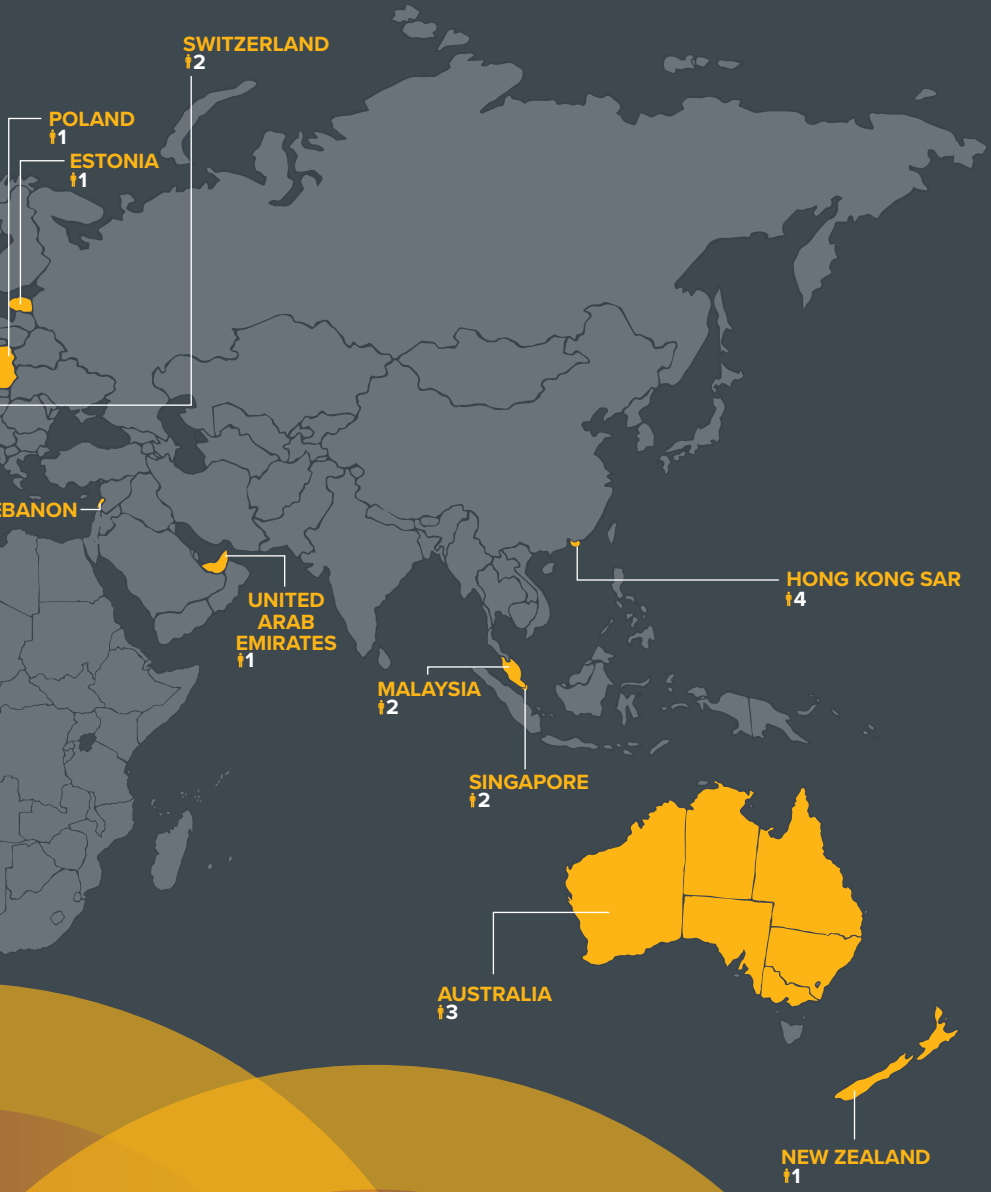 SWITZERLAND
2
POLAND
1
ESTONIA
1
EBANON
UNITED
ARAB
EMIRATES
1
HONG KONG SAR
4
MALAYSIA
2
SINGAPORE
2
AUSTRALIA
3
NEW ZEALAND
1